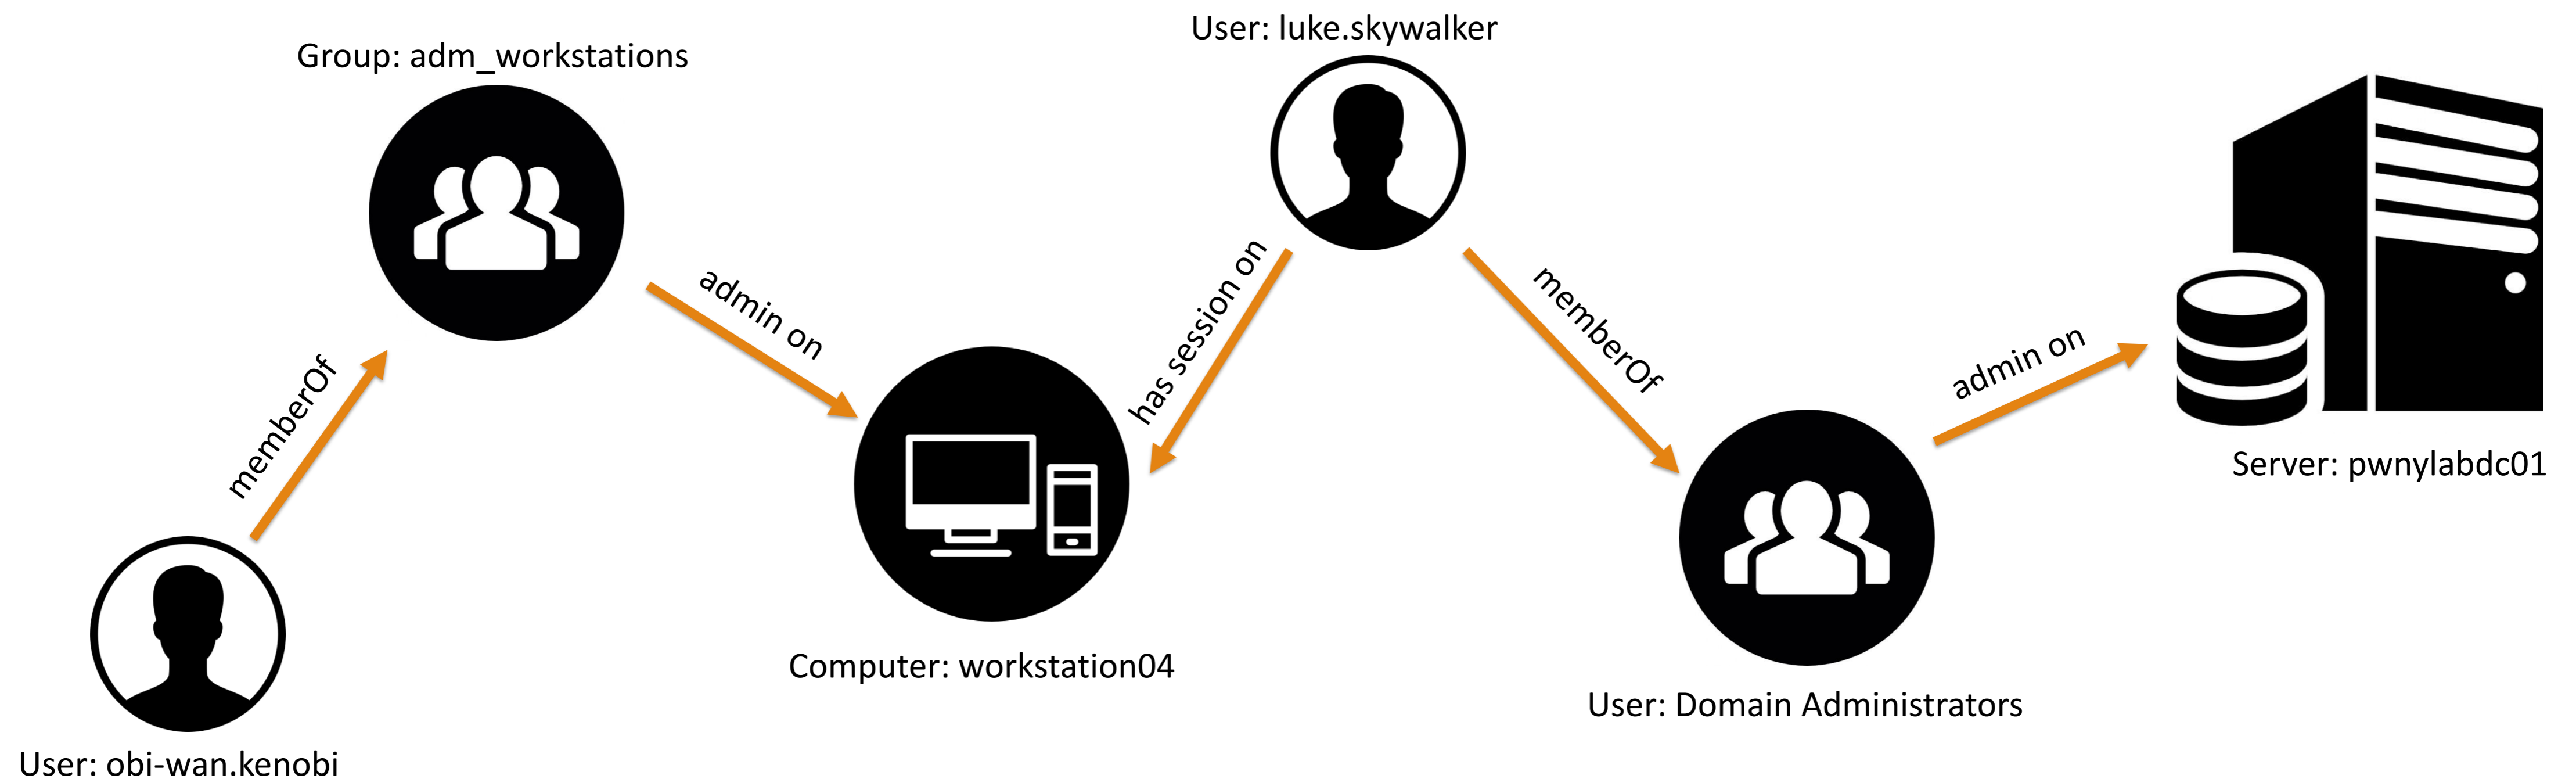 User: luke.skywalker
Group: adm_workstations
memberOf
admin on
has session on
memberOf
admin on
Server: pwnylabdc01
Computer: workstation04
User: Domain Administrators
User: obi-wan.kenobi